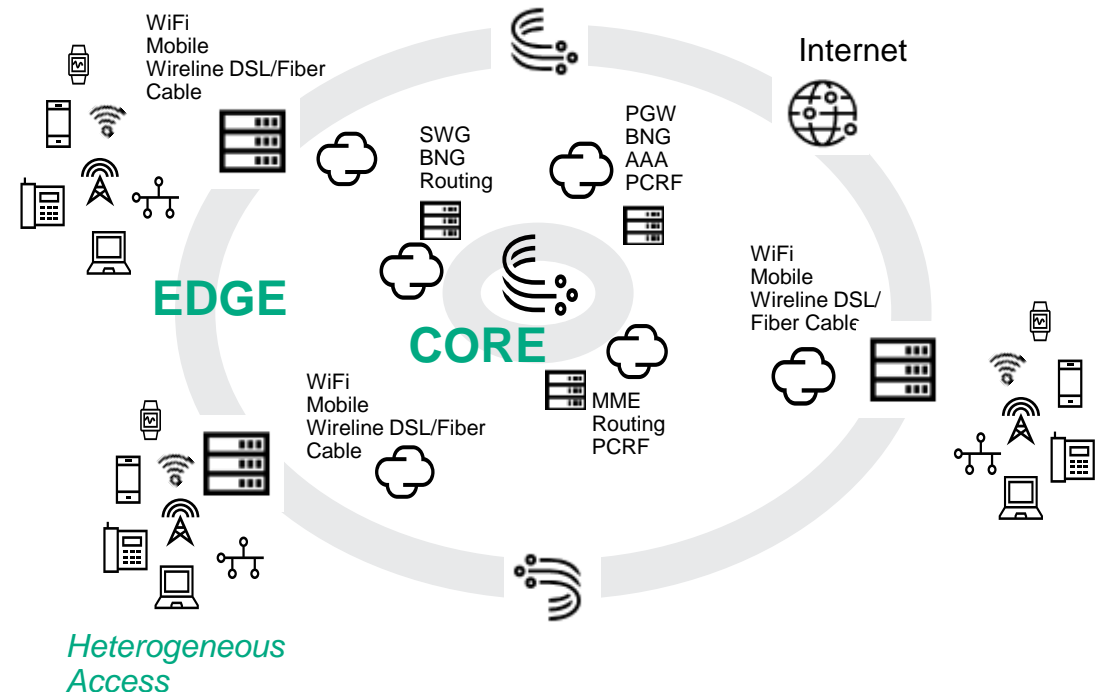 WiFi
Mobile
Wireline DSL/Fiber
Cable
Internet
SWG
BNG
Routing
PGW
BNG
AAA
PCRF
WiFi
Mobile
Wireline DSL/
Fiber Cable
EDGE
CORE
WiFi
Mobile
Wireline DSL/Fiber
Cable
MME
Routing
PCRF
Heterogeneous
Access